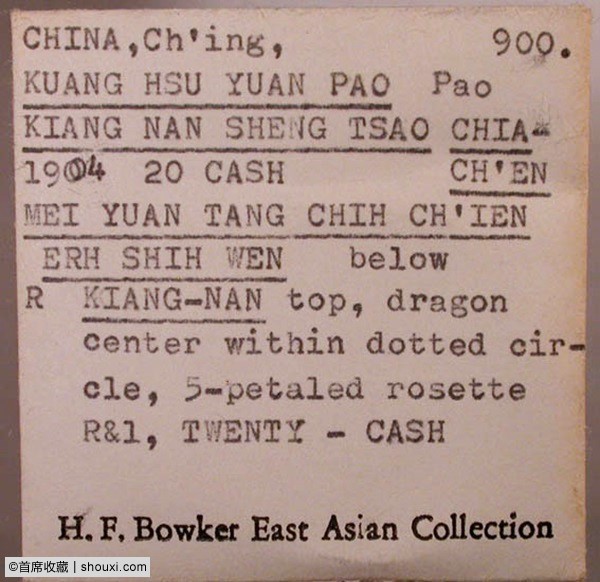 CHINA,Ch'ing, 900.
KUANG HSU YUAN PAO Pao
KIANG NAN SHENG TSAO CHIA-
1904 20 CASH CH'EN
MEI YUAN TANG CHIH CH'IEN
ERH SHIH WEN below
R KIANG-NAN top, dragon
center within dotted cir-
cle, 5-petaled rosette
R&l, TWENTY - CASH
H. F. Bowker East Asian Collection
©首席收藏 | shouxi.com